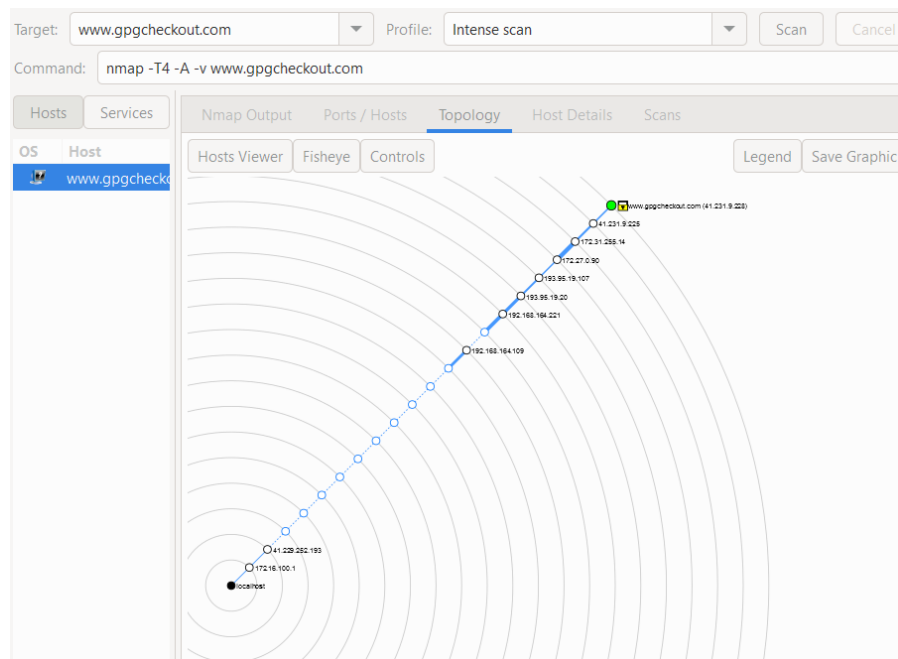 Target: www.gpgcheckout.com Profile: Intense scan Scan Cancel
Command: nmap -T4 -A -v www.gpgcheckout.com
Hosts Services Nmap Output Ports / Hosts Topology Host Details Scans
OS Host Hosts Viewer Fisheye Controls Legend Save Graphic
www.gpgchecko
www.gpgcheckout.com (41.231.9.228)
41.231.9.225
172.31.255.14
172.27.0.90
193.95.19.107
193.95.19.20
192.168.164.221
192.168.164.109
41.229.252.193
172.16.100.1
localhost